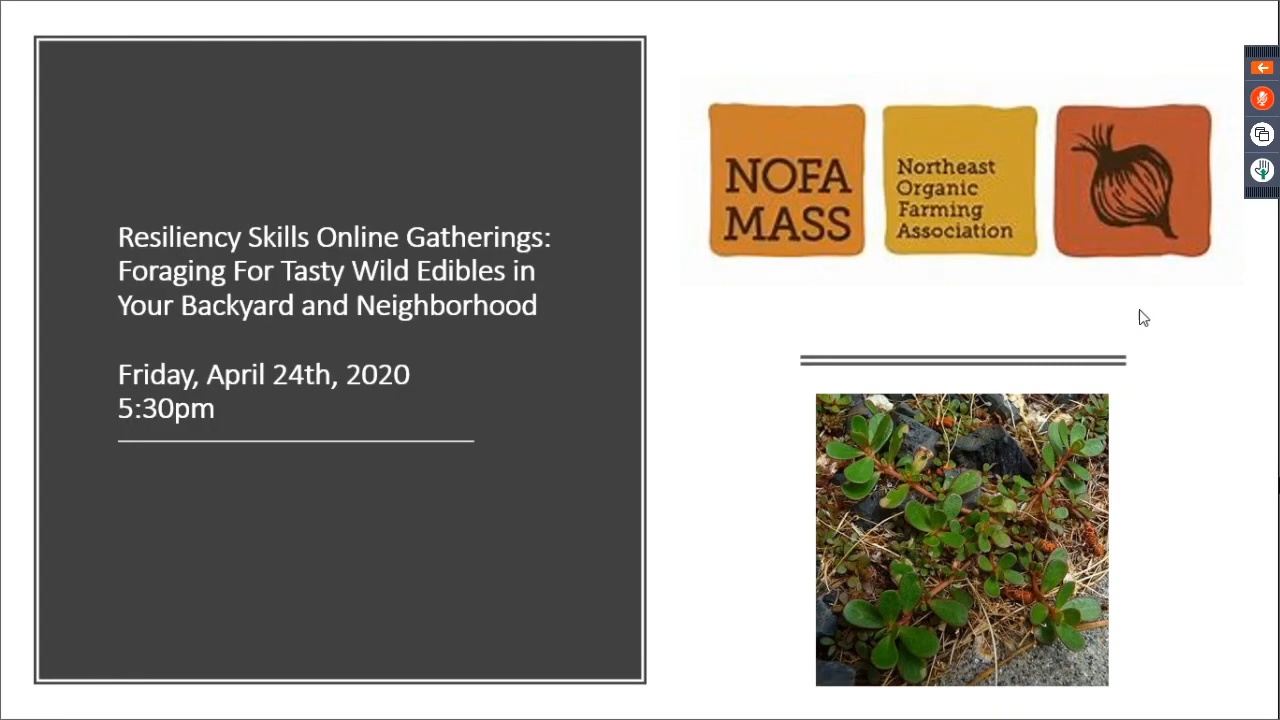 Resiliency Skills Online Gatherings:
Foraging For Tasty Wild Edibles in
Your Backyard and Neighborhood
Friday, April 24th, 2020
5:30pm
NOFA
MASS
Northeast
Organic
Farming
Association